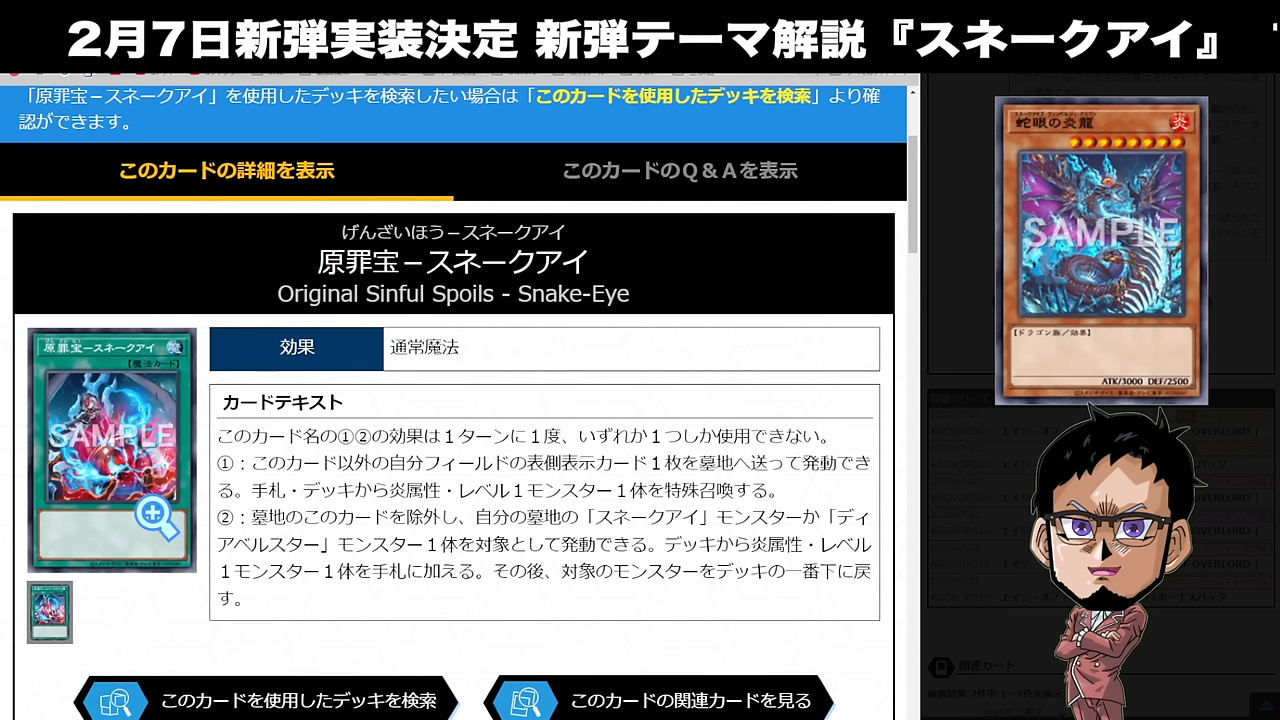 2月7日新弾実装決定 新弾テーマ解説『スネークアイ』
「原罪宝－スネークアイ」を使用したデッキを検索したい場合は「このカードを使用したデッキを検索」より確
認ができます。
このカードの詳細を表示
このカードのQ＆Aを表示
げんざいほう－スネークアイ
原罪宝－スネークアイ
Original Sinful Spoils - Snake-Eye
原罪宝－スネークアイ
【魔法カード】
SAMPLE
効果
通常魔法
カードテキスト
このカード名の①②の効果は１ターンに１度、いずれか１つしか使用できない。
①：このカード以外の自分フィールドの表側表示カード１枚を墓地へ送って発動でき
る。手札・デッキから炎属性・レベル１モンスター１体を特殊召喚する。
②：墓地のこのカードを除外し、自分の墓地の「スネークアイ」モンスターか「ディ
アベルスター」モンスター１体を対象として発動できる。デッキから炎属性・レベル
１モンスター１体を手札に加える。その後、対象のモンスターをデッキの一番下に戻
す。
このカードを使用したデッキを検索
このカードの関連カードを見る
蛇眼の炎龍
炎
SAMPLE
【ドラゴン族／効果】
ATK/3000 DEF/2500
関連カード